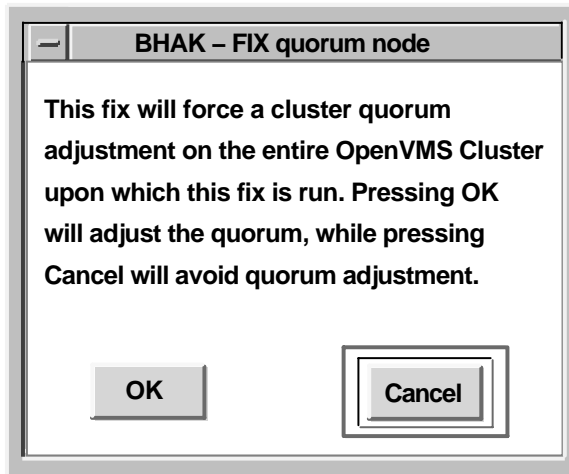 BHAK – FIX quorum node
This fix will force a cluster quorum
adjustment on the entire OpenVMS Cluster
upon which this fix is run. Pressing OK
will adjust the quorum, while pressing
Cancel will avoid quorum adjustment.
OK Cancel